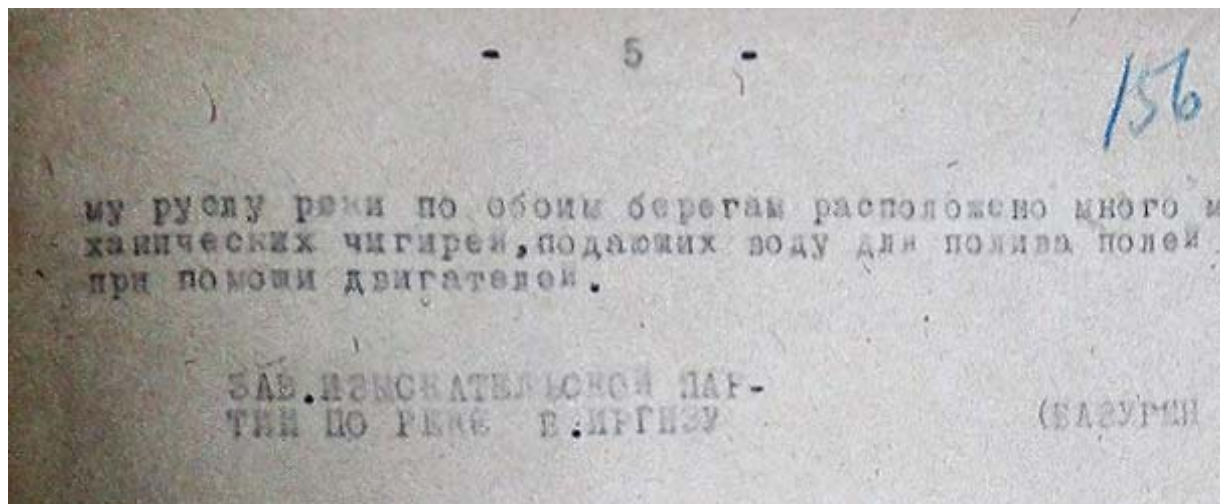 - 5 -
156
му руслу реки по обоим берегам расположено много м
ханических чигирей,подающих воду для полива полей
при помощи двигателей.
ЗАВ.ИЗЫСКАТЕЛЬСКОЙ ПАР-
ТИИ ПО РЕКЕ Б.ИРГИЗУ